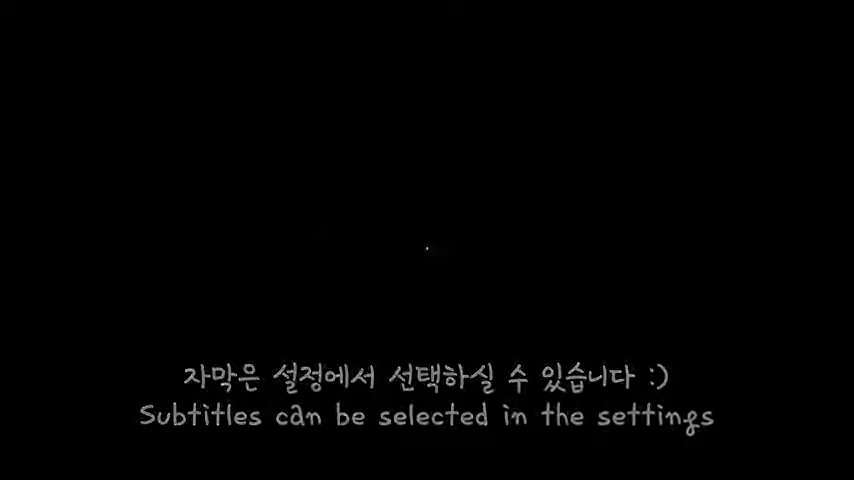 자막은 설정에서 선택하실 수 있습니다 :)
Subtitles can be selected in the settings